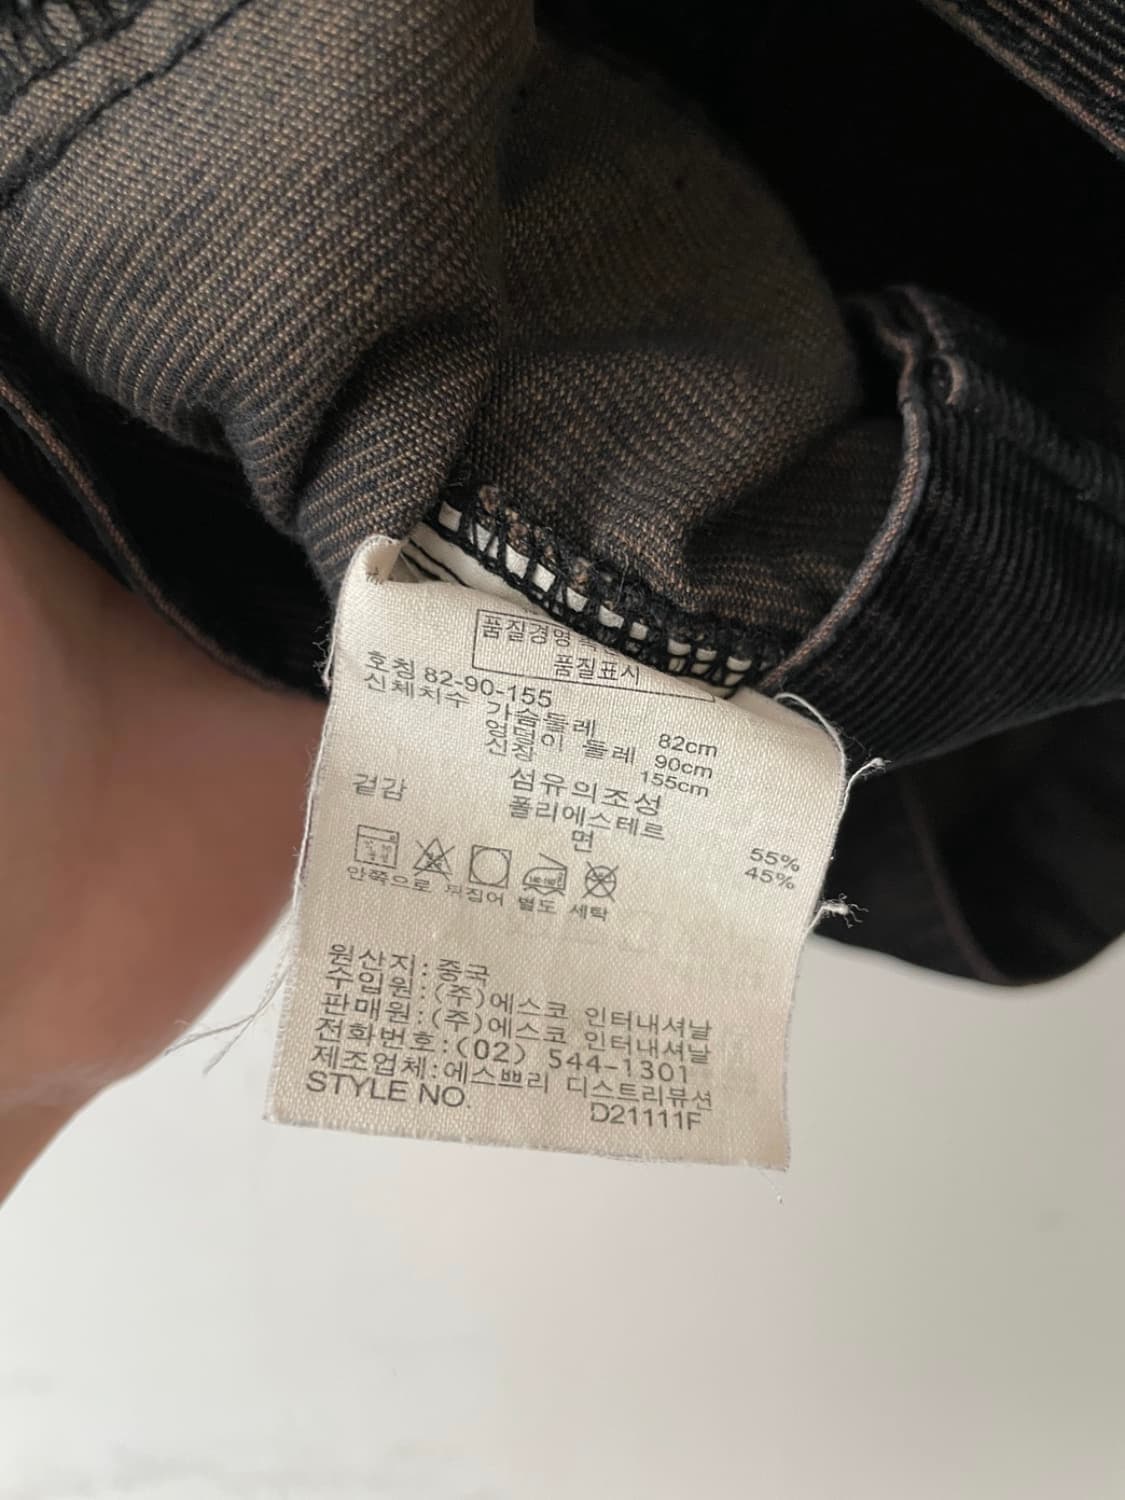 품질경영
품질표시
호칭 82-90-155
신체치수 가슴둘레 82cm
엉덩이 둘레 90cm
신장 155cm
섬유의조성
겉감 폴리에스테르 55%
면 45%
안쪽으로 뒤집어 별도 세탁
원산지:중국
수입원:(주)에스코 인터내셔날
판매원:(주)에스코 인터내셔날
전화번호:(02) 544-1301
제조업체:에스쁘리 디스트리뷰션
STYLE NO. D21111F